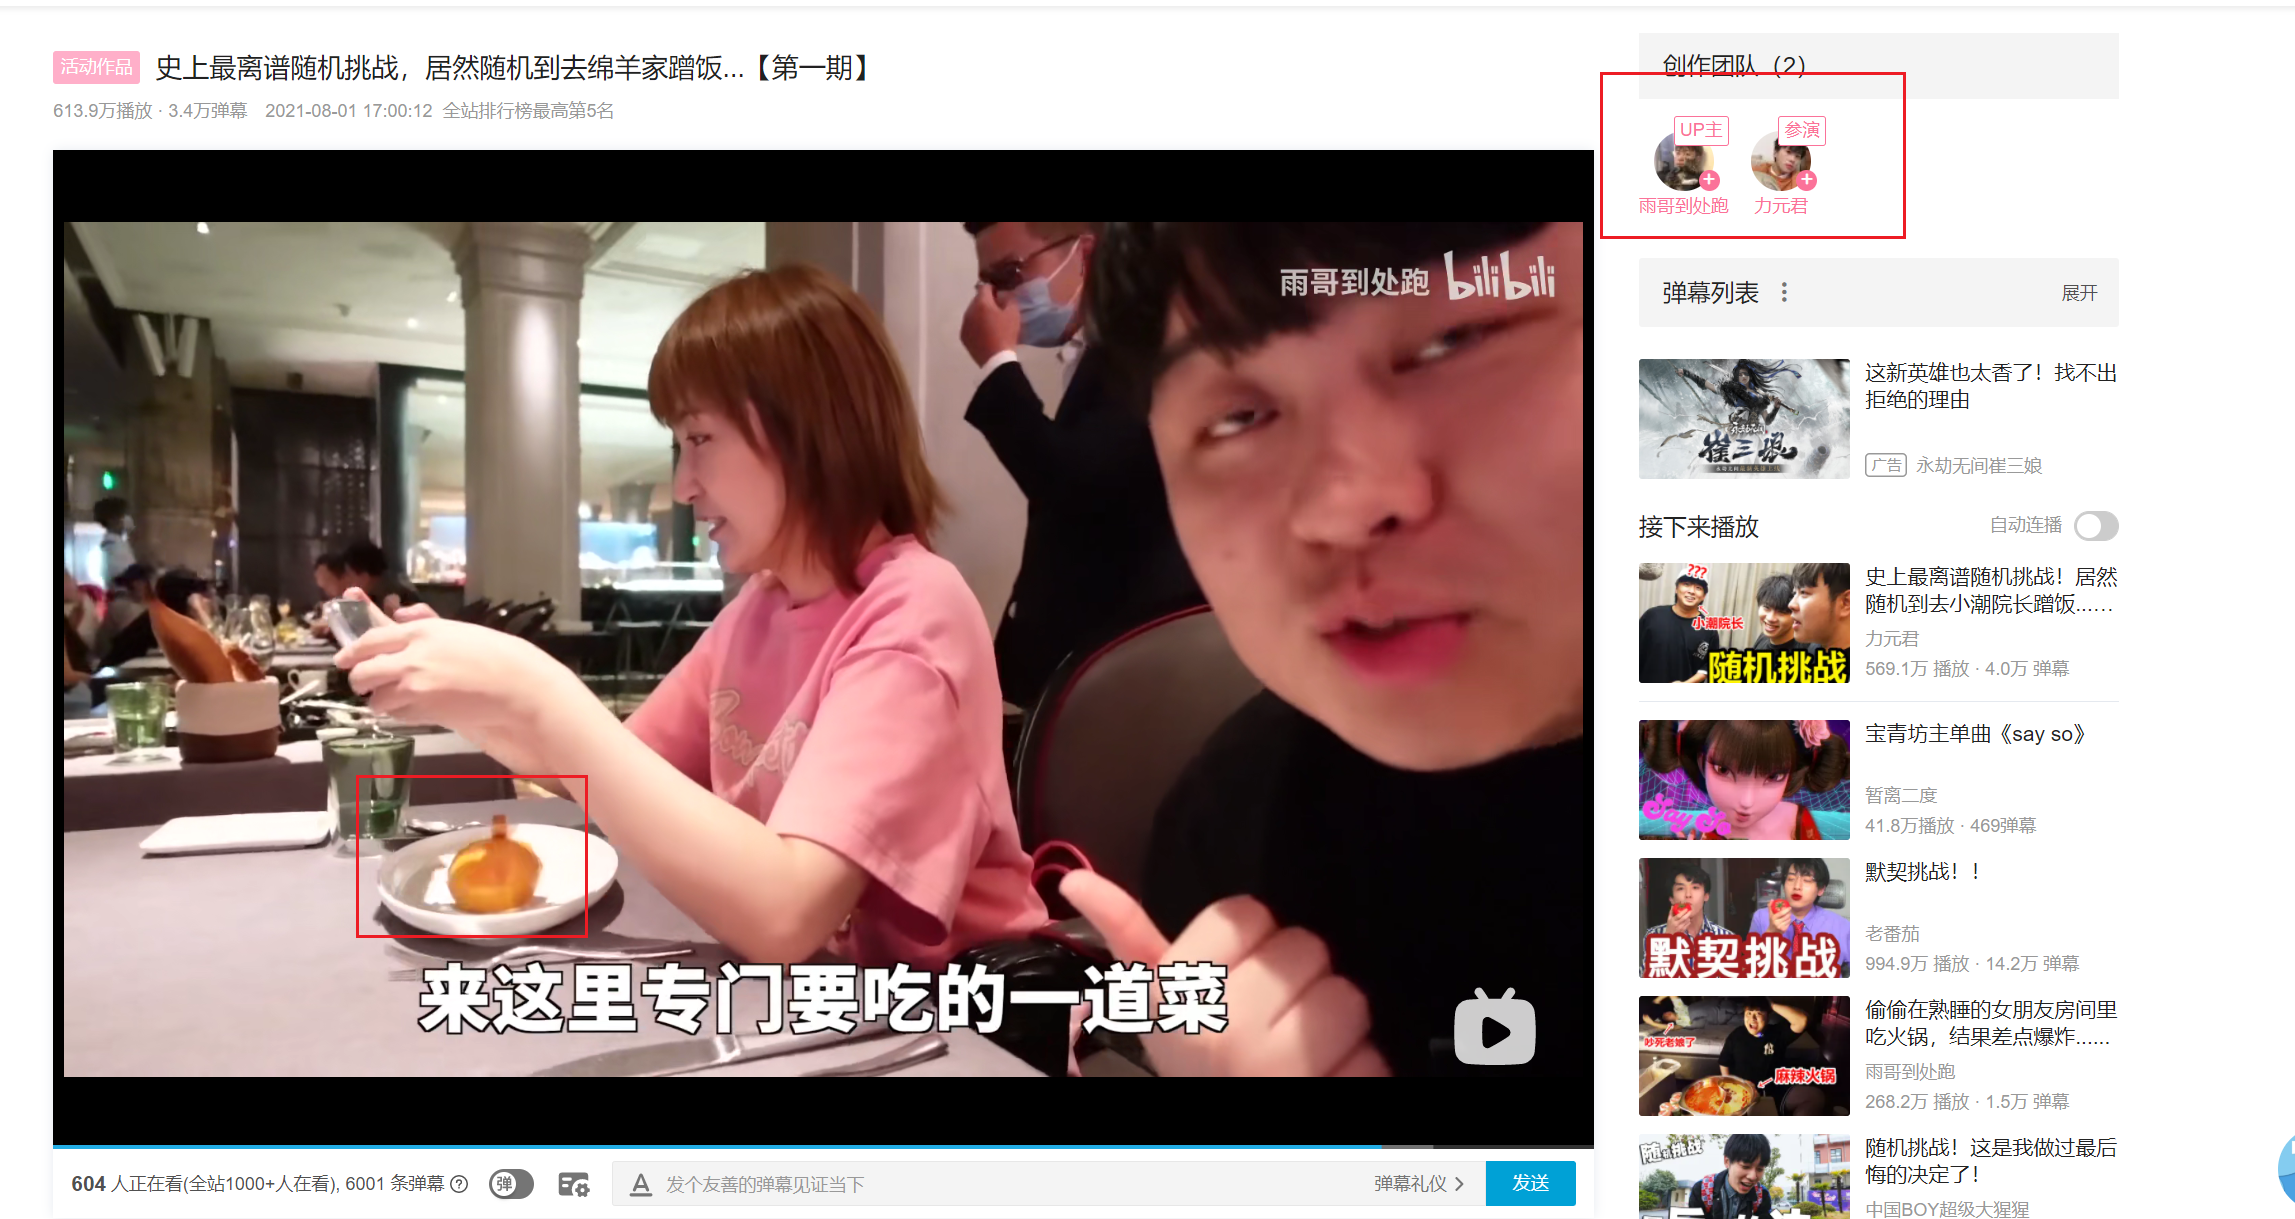 活动作品 史上最离谱随机挑战，居然随机到去绵羊家蹭饭...【第一期】
613.9万播放 · 3.4万弹幕 2021-08-01 17:00:12 全站排行榜最高第5名
雨哥到处跑 bilibili
来这里专门要吃的一道菜
604 人正在看(全站1000+人在看), 6001 条弹幕
弹
发个友善的弹幕见证当下
弹幕礼仪
发送
创作团队（2）
UP主 参演
雨哥到处跑 力元君
弹幕列表 展开
崔三娘
这新英雄也太香了！找不出
拒绝的理由
广告 永劫无间崔三娘
接下来播放 自动连播
???
小潮院长
随机挑战
史上最离谱随机挑战！居然
随机到去小潮院长蹭饭……
力元君
569.1万 播放 · 4.0万 弹幕
Say So
宝青坊主单曲《say so》
暂离二度
41.8万播放 · 469弹幕
默契挑战
默契挑战！！
老番茄
994.9万 播放 · 14.2万 弹幕
吵死老娘了
麻辣火锅
偷偷在熟睡的女朋友房间里
吃火锅，结果差点爆炸......
雨哥到处跑
268.2万 播放 · 1.5万 弹幕
随机挑战
随机挑战！这是我做过最后
悔的决定了！
中国BOY超级大猩猩